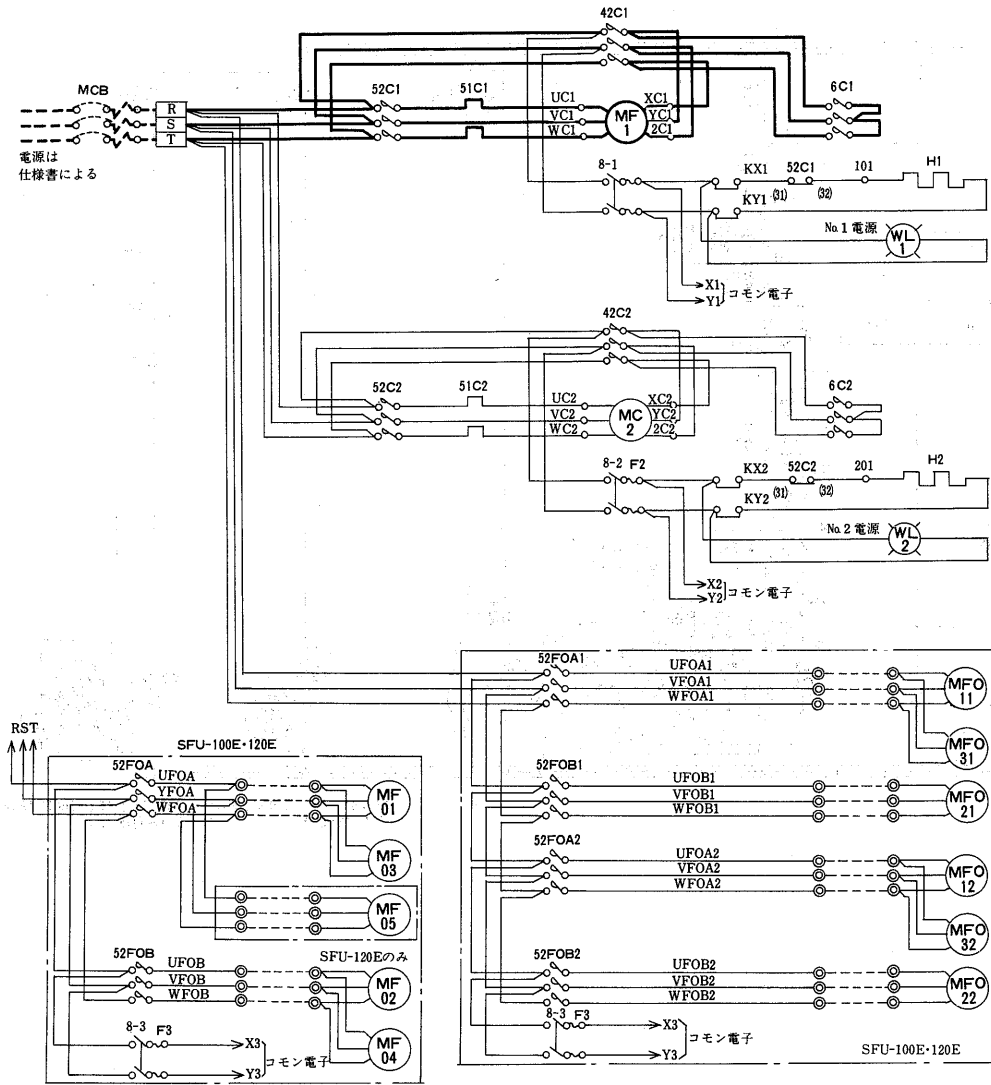 42C1
MCB
52C1
51C1
UC1
XC1
6C1
R
VC1
MF
1
YC1
S
WC1
2C1
T
電源は
仕様書による
8-1
KX1
52C1
101
H1
(31)
(32)
KY1
No.1 電源
WL
1
X1
Y1
コモン電子
42C2
52C2
51C2
UC2
XC2
6C2
VC2
MC
2
YC2
WC2
2C2
8-2 F2
KX2
52C2
201
H2
(31)
(32)
KY2
No.2 電源
WL
2
X2
Y2
コモン電子
52FOA1
UFOA1
VFOA1
WFOA1
MFO
11
MFO
31
52FOB1
UFOB1
VFOB1
WFOB1
MFO
21
52FOA2
UFOA2
VFOA2
WFOA2
MFO
12
MFO
32
52FOB2
UFOB2
VFOB2
WFOB2
MFO
22
8-3 F3
X3
Y3
コモン電子
SFU-100E・120E
RST
SFU-100E・120E
52FOA
UFOA
YFOA
WFOA
MF
01
MF
03
MF
05
SFU-120Eのみ
52FOB
UFOB
VFOB
WFOB
MF
02
MF
04
8-3 F3
X3
Y3
コモン電子